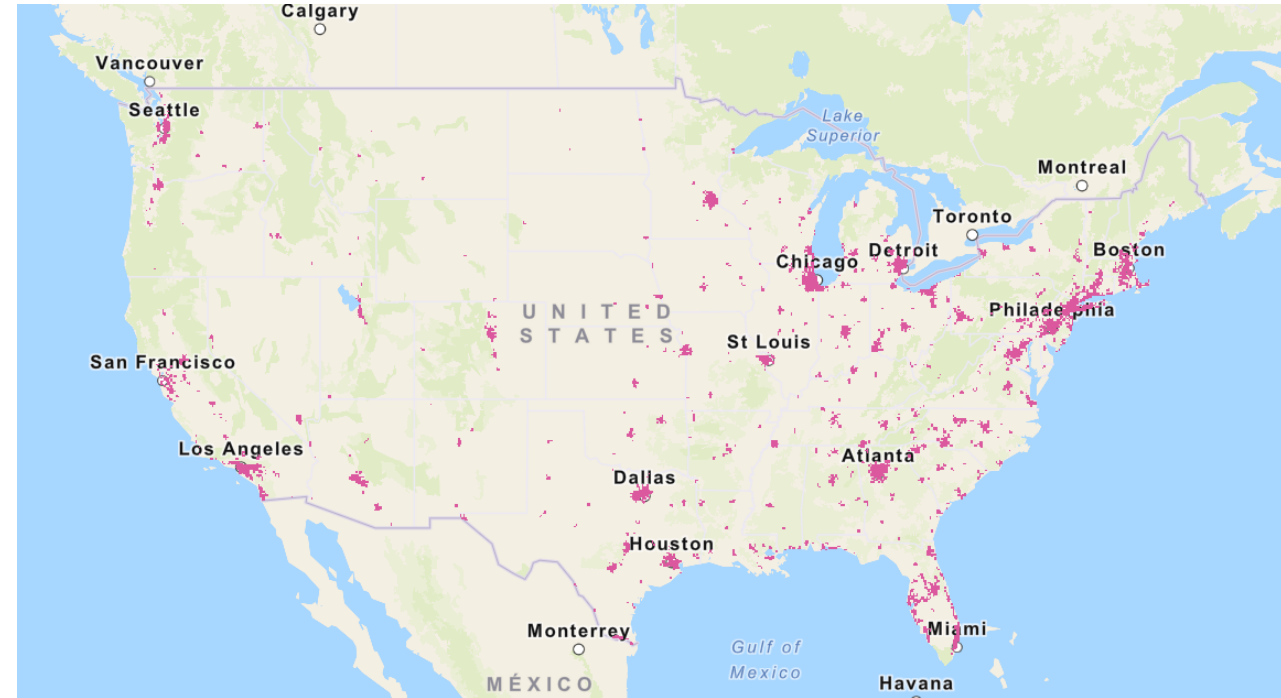 Calgary
Vancouver
Seattle
Lake
Superior
Montreal
Toronto
Boston
Detroit
Chicago
Philadelphia
UNITED
STATES
St Louis
San Francisco
Los Angeles
Atlanta
Dallas
Houston
Miami
Monterrey
Gulf of
Mexico
MÉXICO
Havana